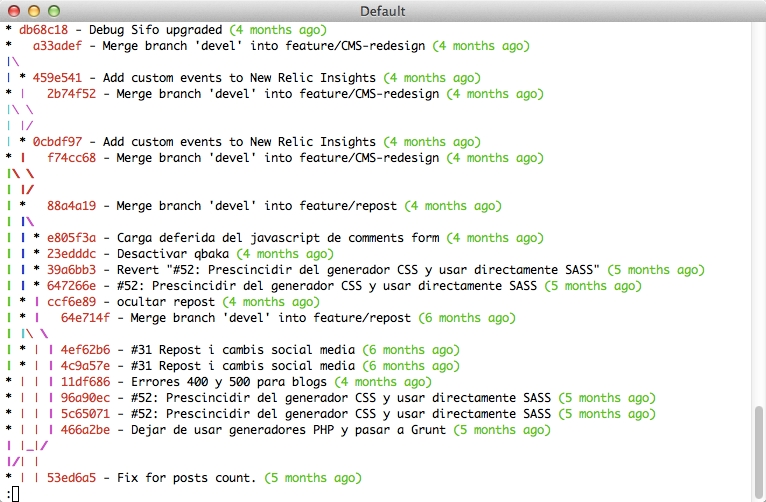 Default
* db68c18 - Debug Sifo upgraded (4 months ago)
*   a33adef - Merge branch 'devel' into feature/CMS-redesign (4 months ago)
|\
| * 459e541 - Add custom events to New Relic Insights (4 months ago)
* |   2b74f52 - Merge branch 'devel' into feature/CMS-redesign (4 months ago)
|\ \
| |/
| * 0cbdf97 - Add custom events to New Relic Insights (4 months ago)
* |   f74cc68 - Merge branch 'devel' into feature/CMS-redesign (4 months ago)
|\ \
| |/
| *   88a4a19 - Merge branch 'devel' into feature/repost (4 months ago)
| |\
| | * e805f3a - Carga deferida del javascript de comments form (4 months ago)
| | * 23edddc - Desactivar qbaka (4 months ago)
| | * 39a6bb3 - Revert "#52: Prescincidir del generador CSS y usar directamente SASS" (5 months ago)
| | * 647266e - #52: Prescincidir del generador CSS y usar directamente SASS (5 months ago)
| * | ccf6e89 - ocultar repost (4 months ago)
| * |   64e714f - Merge branch 'devel' into feature/repost (6 months ago)
| |\ \
| * | | 4ef62b6 - #31 Repost i cambis social media (6 months ago)
| * | | 4c9a57e - #31 Repost i cambis social media (6 months ago)
* | | | 11df686 - Errores 400 y 500 para blogs (4 months ago)
* | | | 96a90ec - #52: Prescincidir del generador CSS y usar directamente SASS (5 months ago)
* | | | 5c65071 - #52: Prescincidir del generador CSS y usar directamente SASS (5 months ago)
* | | | 466a2be - Dejar de usar generadores PHP y pasar a Grunt (5 months ago)
| |_|/
|/| |
* | | 53ed6a5 - Fix for posts count. (5 months ago)
: